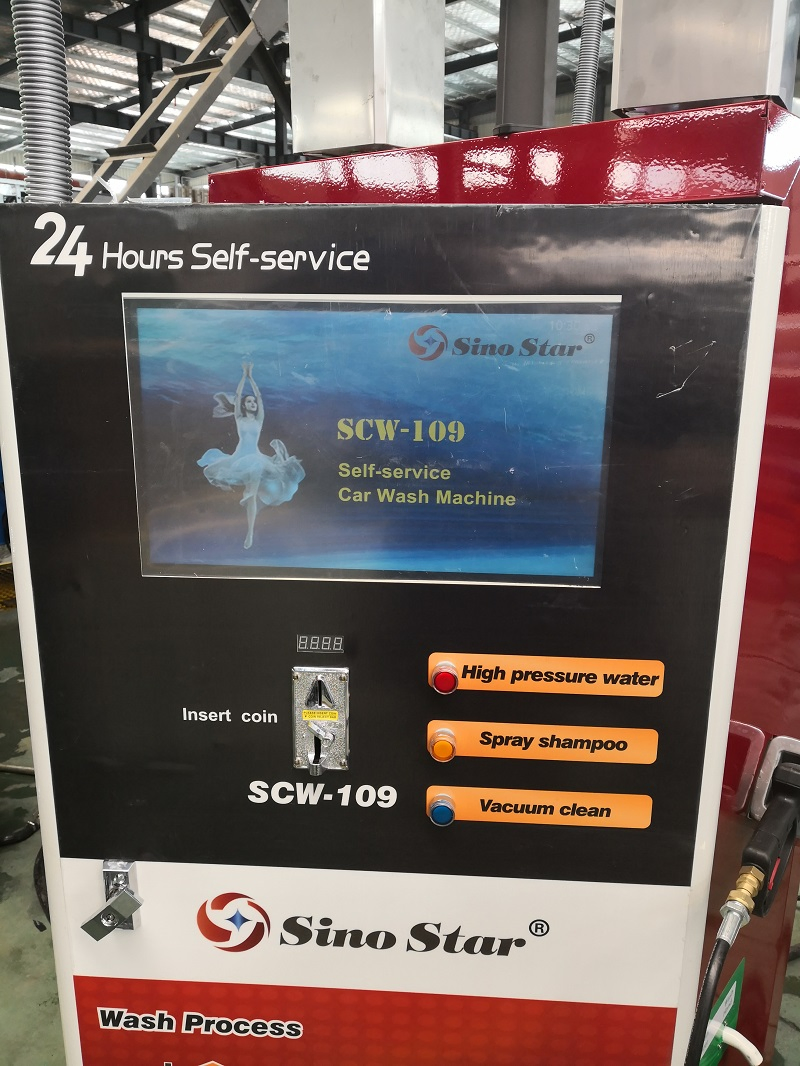 24 Hours Self-service
Sino Star®
SCW-109
Self-service
Car Wash Machine
High pressure water
Insert coin
Spray shampoo
SCW-109
Vacuum clean
Sino Star®
Wash Process